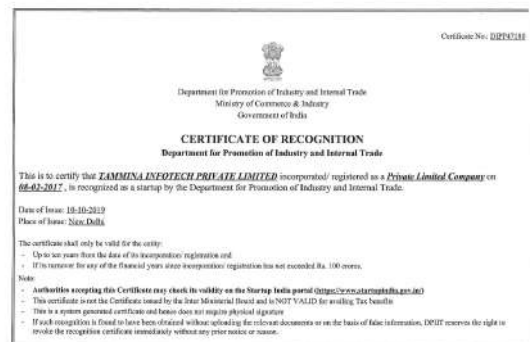 Certificate No.: DIPP47180
Department for Promotion of Industry and Internal Trade
Ministry of Commerce & Industry
Government of India
CERTIFICATE OF RECOGNITION
Department for Promotion of Industry and Internal Trade
This is to certify that TAMMINA INFOTECH PRIVATE LIMITED incorporated/ registered as a Private Limited Company on
08-02-2017 , is recognized as a startup by the Department for Promotion of Industry and Internal Trade.
Date of Issue: 10-10-2019
Place of Issue: New Delhi
The certificate shall only be valid for the entity:
- Up to ten years from the date of its incorporation/ registration and
- If its turnover for any of the financial years since incorporation/ registration has not exceeded Rs. 100 crores.
Note:
- Authorities accepting this Certificate may check its validity on the Startup India portal (https://www.startupindia.gov.in/)
- This certificate is not the Certificate issued by the Inter Ministerial Board and is NOT VALID for availing Tax benefits
- This is a system generated certificate and hence does not require physical signature
- If such recognition is found to have been obtained without uploading the relevant documents or on the basis of false information, DPIIT reserves the right to
revoke the recognition certificate immediately without any prior notice or reason.